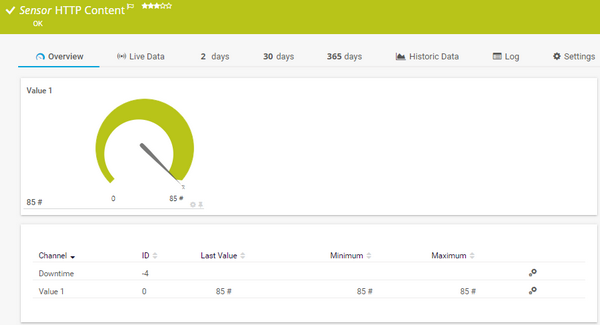 Sensor HTTP Content
OK
Overview Live Data 2 days 30 days 365 days Historic Data Log Settings
Value 1
85 # 0 85 #
Channel ID Last Value Minimum Maximum
Downtime -4
Value 1 0 85 # 85 # 85 #